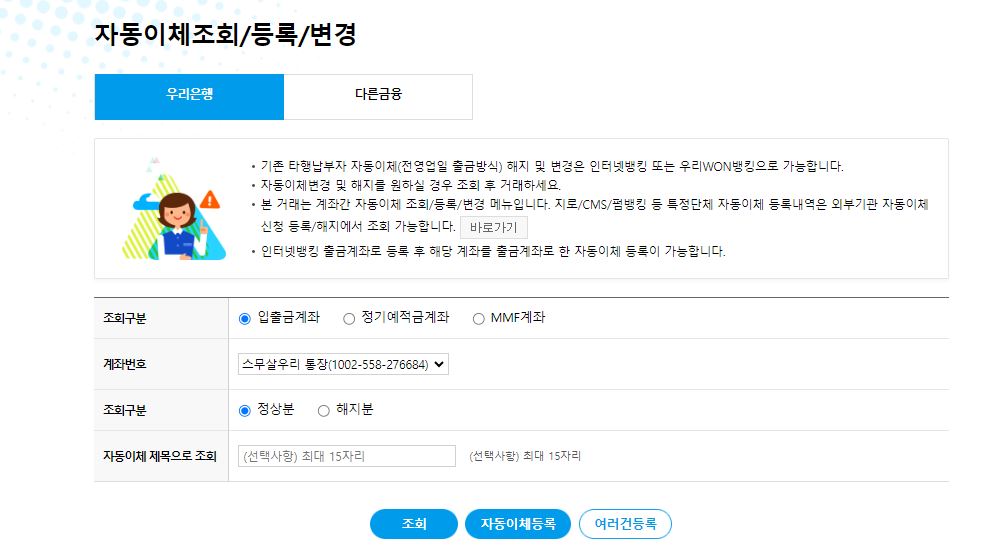 자동이체조회/등록/변경
우리은행 다른금융
• 기존 타행납부자 자동이체(전영업일 출금방식) 해지 및 변경은 인터넷뱅킹 또는 우리WON뱅킹으로 가능합니다.
• 자동이체변경 및 해지를 원하실 경우 조회 후 거래하세요.
• 본 거래는 계좌간 자동이체 조회/등록/변경 메뉴입니다. 지로/CMS/펌뱅킹 등 특정단체 자동이체 등록내역은 외부기관 자동이체
신청 등록/해지에서 조회 가능합니다. 바로가기
• 인터넷뱅킹 출금계좌로 등록 후 해당 계좌를 출금계좌로 한 자동이체 등록이 가능합니다.
조회구분 입출금계좌 정기예적금계좌 MMF계좌
계좌번호 스무살우리 통장(1002-558-276684)
조회구분 정상분 해지분
자동이체 제목으로 조회 (선택사항) 최대 15자리 (선택사항) 최대 15자리
조회 자동이체등록 여러건등록